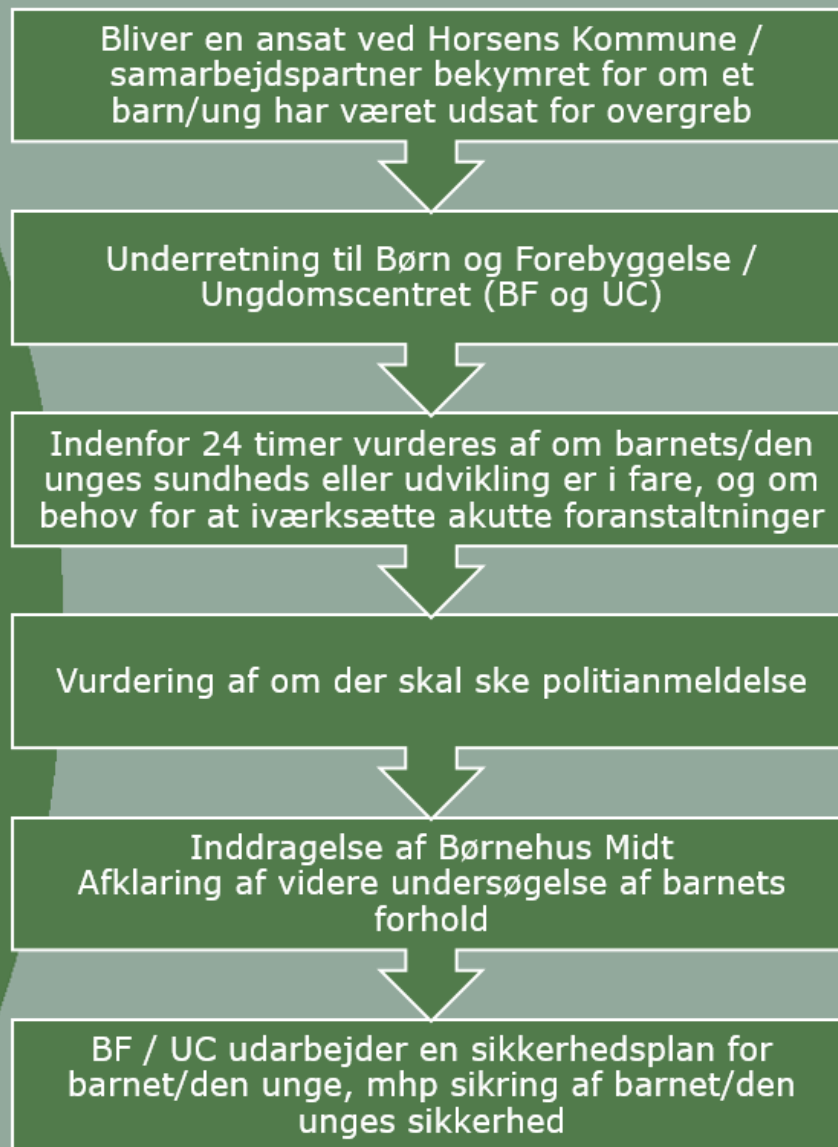 Bliver en ansat ved Horsens Kommune /
samarbejdspartner bekymret for om et
barn/ung har været udsat for overgreb
Underretning til Børn og Forebyggelse /
Ungdomscentret (BF og UC)
Indenfor 24 timer vurderes af om barnets/den
unges sundheds eller udvikling er i fare, og om
behov for at iværksætte akutte foranstaltninger
Vurdering af om der skal ske politianmeldelse
Inddragelse af Børnehus Midt
Afklaring af videre undersøgelse af barnets
forhold
BF / UC udarbejder en sikkerhedsplan for
barnet/den unge, mhp sikring af barnet/den
unges sikkerhed